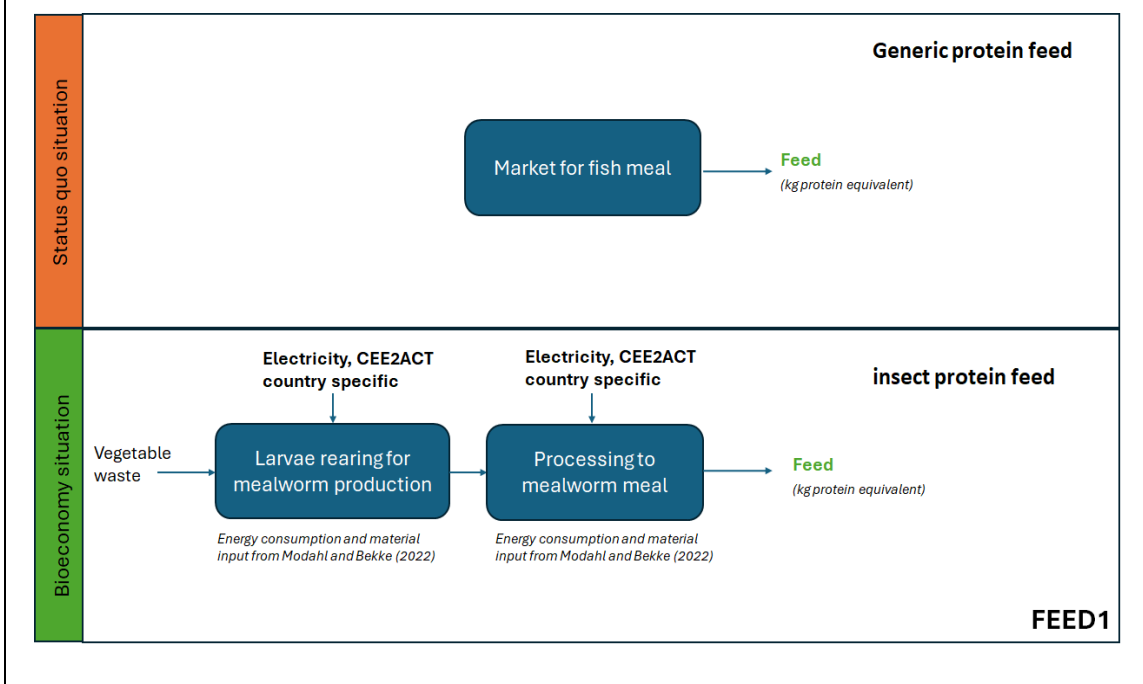 Status quo situation
Generic protein feed
Market for fish meal
Feed
(kg protein equivalent)
Bioeconomy situation
Electricity, CEE2ACT
country specific
Electricity, CEE2ACT
country specific
insect protein feed
Vegetable
waste
Larvae rearing for
mealworm production
Processing to
mealworm meal
Feed
(kg protein equivalent)
Energy consumption and material
input from Modahl and Bekke (2022)
Energy consumption and material
input from Modahl and Bekke (2022)
FEED1